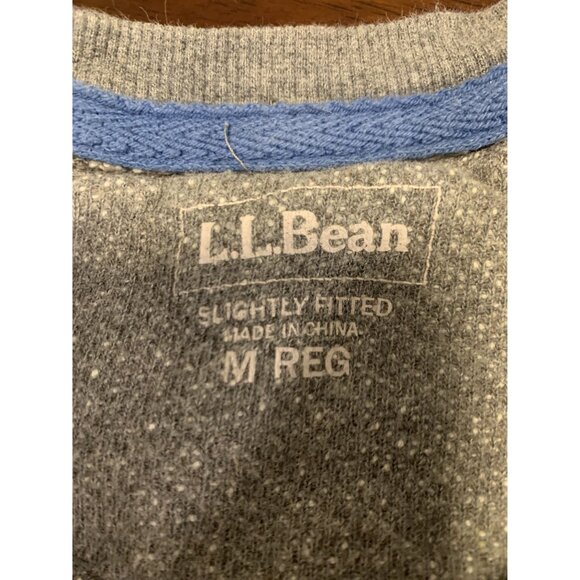 L.L.Bean
SLIGHTLY FITTED
MADE IN CHINA
M REG